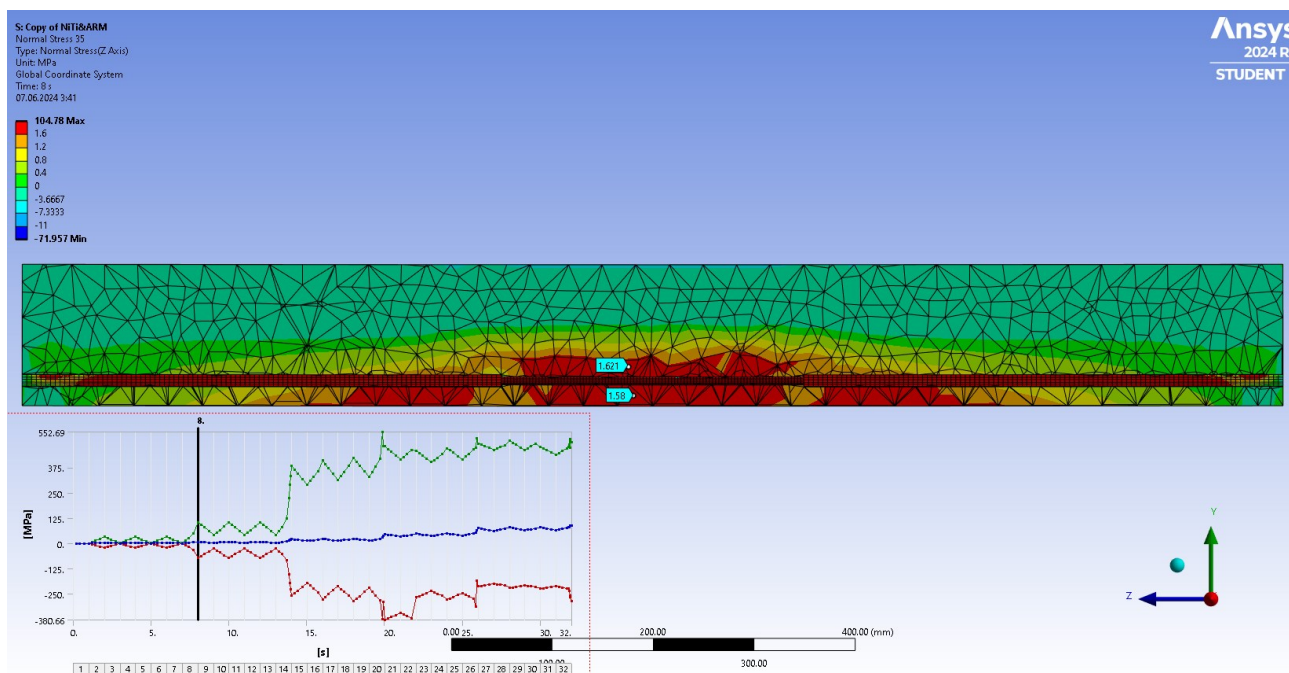 S: Copy of NiTi&ARM
Normal Stress 35
Type: Normal Stress(Z Axis)
Unit: MPa
Global Coordinate System
Time: 8 s
07.06.2024 3:41
104.78 Max
1.6
1.2
0.8
0.4
0
-3.6667
-7.3333
-11
-71.957 Min
Ansys
2024 R
STUDENT
1.621
1.58
8.
552.69
375.
250.
125.
0.
-125.
-250.
-380.66
[MPa]
0. 5. 10. 15. 20. 25. 30. 32.
[s]
1 2 3 4 5 6 7 8 9 10 11 12 13 14 15 16 17 18 19 20 21 22 23 24 25 26 27 28 29 30 31 32
0.00 200.00 400.00 (mm)
100.00 300.00
Y
Z